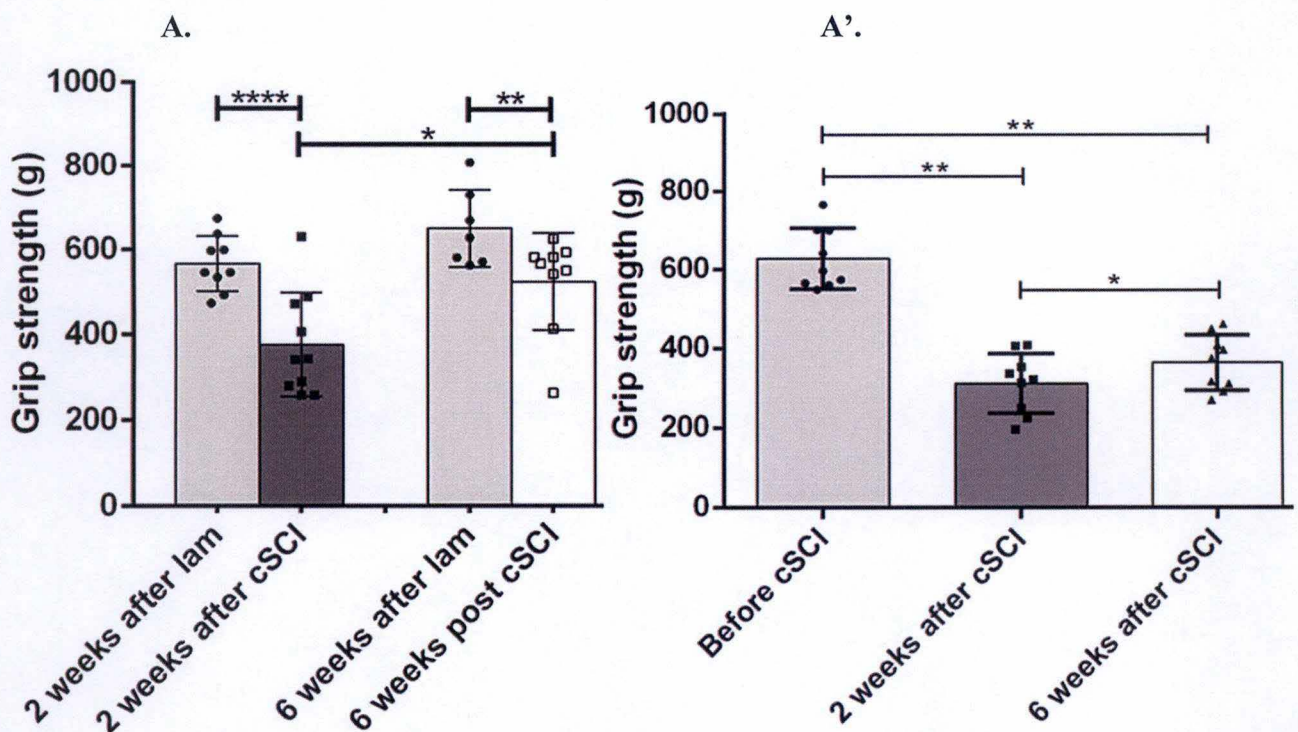 A.
Grip strength (g)
1000
800
600
400
200
0
****
**
*
2 weeks after lam
2 weeks after cSCI
6 weeks after lam
6 weeks post cSCI
A'.
Grip strength (g)
1000
800
600
400
200
0
**
**
*
Before cSCI
2 weeks after cSCI
6 weeks after cSCI